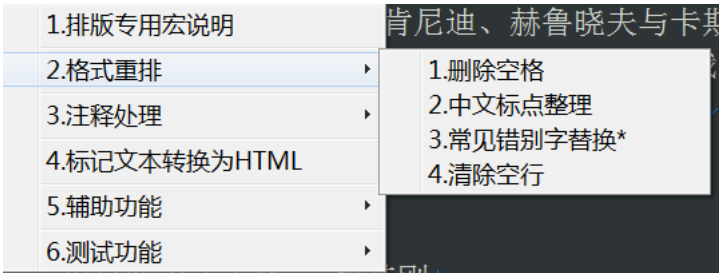 1.排版专用宏说明
肯尼迪、赫鲁晓夫与卡斯
2.格式重排
1.删除空格
2.中文标点整理
3.注释处理
3.常见错别字替换*
4.标记文本转换为HTML
4.清除空行
5.辅助功能
6.测试功能